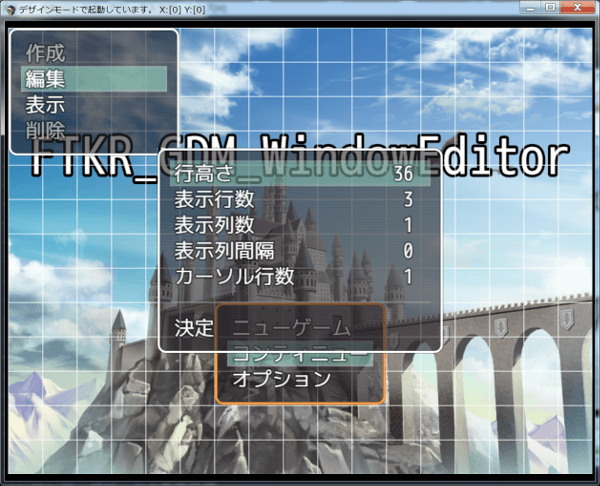 デザインモードで起動しています。 X:[0] Y:[0]
作成
編集
表示
削除
FTKR_GDM_WindowEditor
行高さ 36
表示行数 3
表示列数 1
表示列間隔 0
カーソル行数 1
決定
ニューゲーム
コンティニュー
オプション